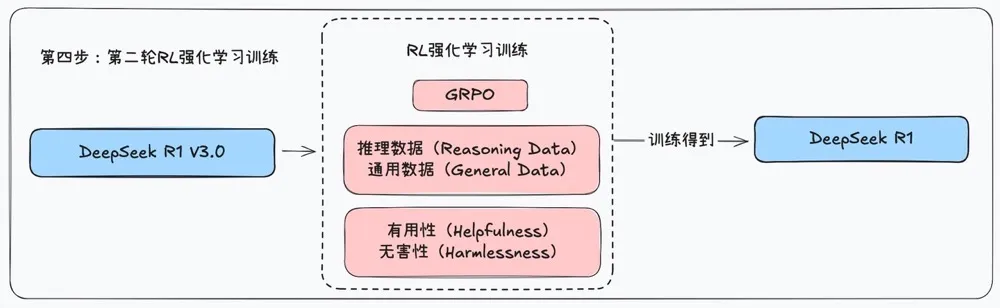 第四步：第二轮RL强化学习训练
DeepSeek R1 V3.0
RL强化学习训练
GRPO
推理数据（Reasoning Data）
通用数据（General Data）
有用性（Helpfulness）
无害性（Harmlessness）
训练得到
DeepSeek R1